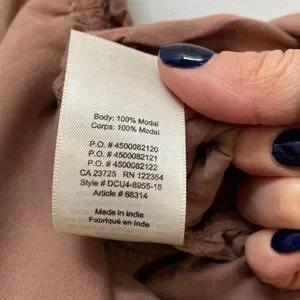 Body: 100% Modal
Corps: 100% Modal
P.O. # 4500082120
P.O. # 4500082121
P.O. # 4500082122
CA 23725 RN 122354
Style # DCU4-8955-18
Article # 68314
Made in India
Fabriqué en Inde